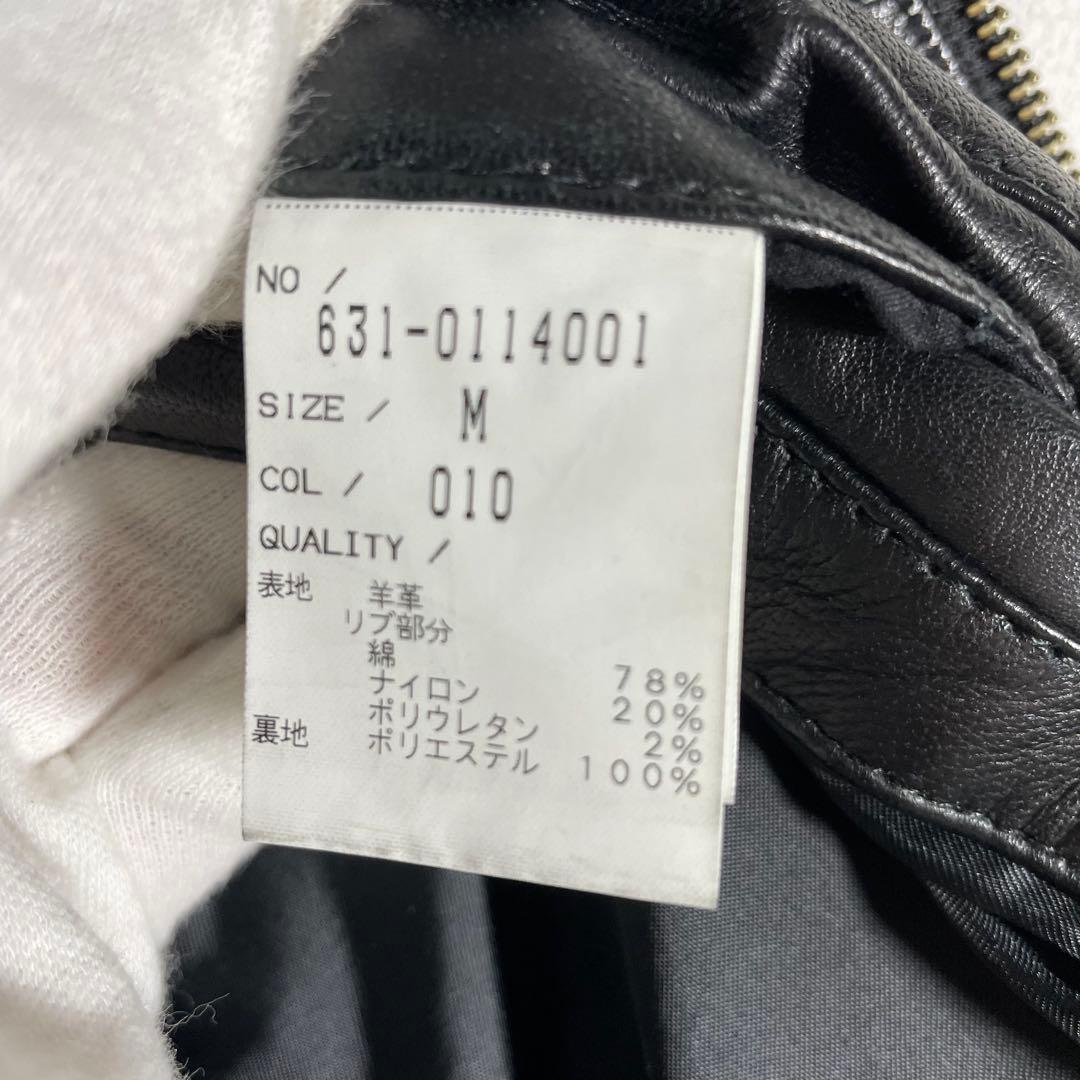 NO /
631-0114001
SIZE / M
COL / 010
QUALITY /
表地 羊革
リブ部分
綿 78%
ナイロン 20%
ポリウレタン 2%
裏地 ポリエステル 100%